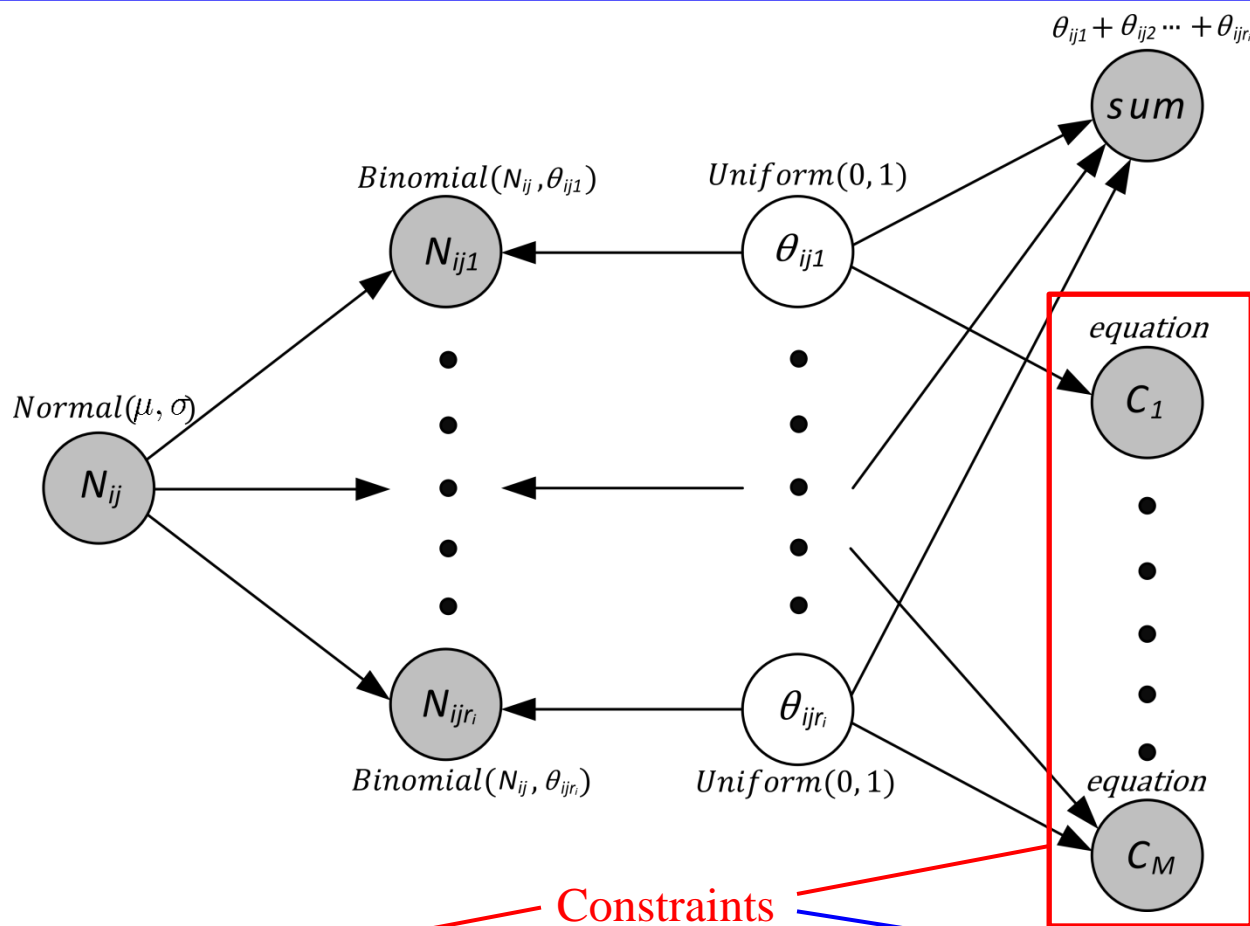 θij1 + θij2 ··· + θijri
sum
Binomial(Nij, θij1)
Uniform(0, 1)
Nij1
θij1
equation
C1
Normal(μ, σ)
Nij
Nijri
θijri
Binomial(Nij, θijri)
Uniform(0, 1)
equation
CM
Constraints